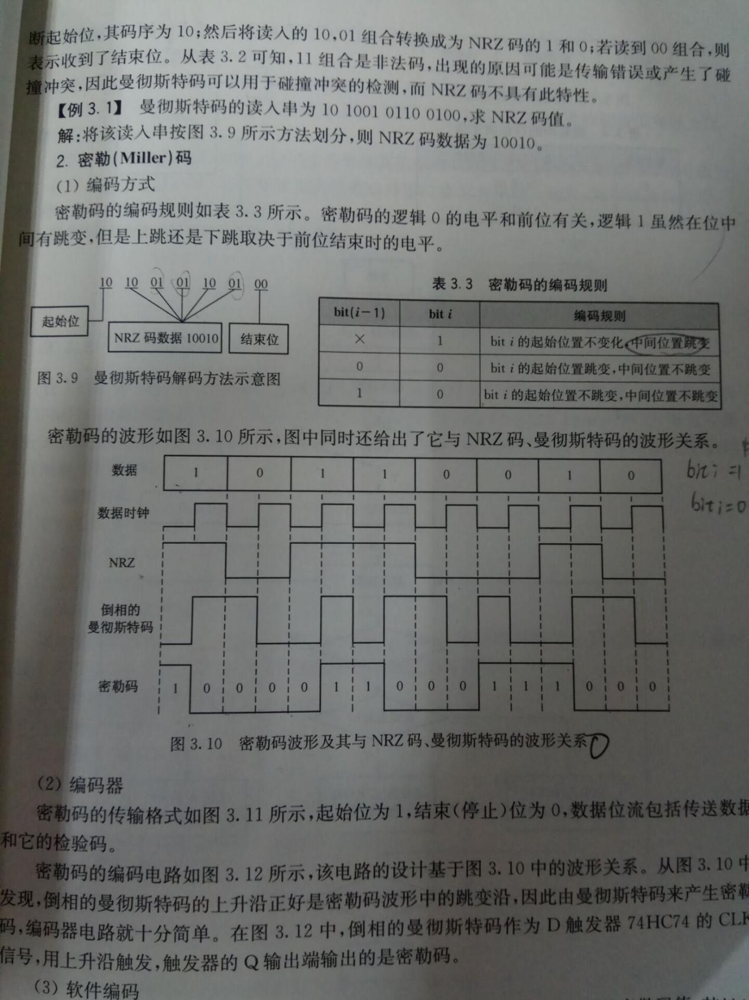 断起始位,其码序为 10;然后将读入的 10,01 组合转换成为 NRZ 码的 1 和 0;若读到 00 组合,则
表示收到了结束位。从表 3.2 可知,11 组合是非法码,出现的原因可能是传输错误或产生了碰
撞冲突,因此曼彻斯特码可以用于碰撞冲突的检测,而 NRZ 码不具有此特性。
【例 3.1】 曼彻斯特码的读入串为 10 1001 0110 0100,求 NRZ 码值。
解:将该读入串按图 3.9 所示方法划分,则 NRZ 码数据为 10010。
2. 密勒(Miller)码
(1) 编码方式
密勒码的编码规则如表 3.3 所示。密勒码的逻辑 0 的电平和前位有关,逻辑 1 虽然在位中
间有跳变,但是上跳还是下跳取决于前位结束时的电平。
10 10 01 01 10 01 00
起始位
NRZ 码数据 10010
结束位
图 3.9 曼彻斯特码解码方法示意图
表 3.3 密勒码的编码规则
bit(i-1) bit i 编码规则
× 1 bit i 的起始位置不变化,中间位置跳变
0 0 bit i 的起始位置跳变,中间位置不跳变
1 0 bit i 的起始位置不跳变,中间位置不跳变
密勒码的波形如图 3.10 所示,图中同时还给出了它与 NRZ 码、曼彻斯特码的波形关系。
数据 1 0 1 1 0 0 1 0
bit i =1
数据时钟
bit i=0
NRZ
倒相的
曼彻斯特码
密勒码 1 0 0 0 0 1 1 0 0 0 1 1 1 0 0 0
图 3.10 密勒码波形及其与 NRZ 码、曼彻斯特码的波形关系
(2) 编码器
密勒码的传输格式如图 3.11 所示,起始位为 1,结束(停止)位为 0,数据位流包括传送数据
和它的检验码。
密勒码的编码电路如图 3.12 所示,该电路的设计基于图 3.10 中的波形关系。从图 3.10 中
发现,倒相的曼彻斯特码的上升沿正好是密勒码波形中的跳变沿,因此由曼彻斯特码来产生密勒
码,编码器电路就十分简单。在图 3.12 中,倒相的曼彻斯特码作为 D 触发器 74HC74 的 CLK
信号,用上升沿触发,触发器的 Q 输出端输出的是密勒码。
(3) 软件编码